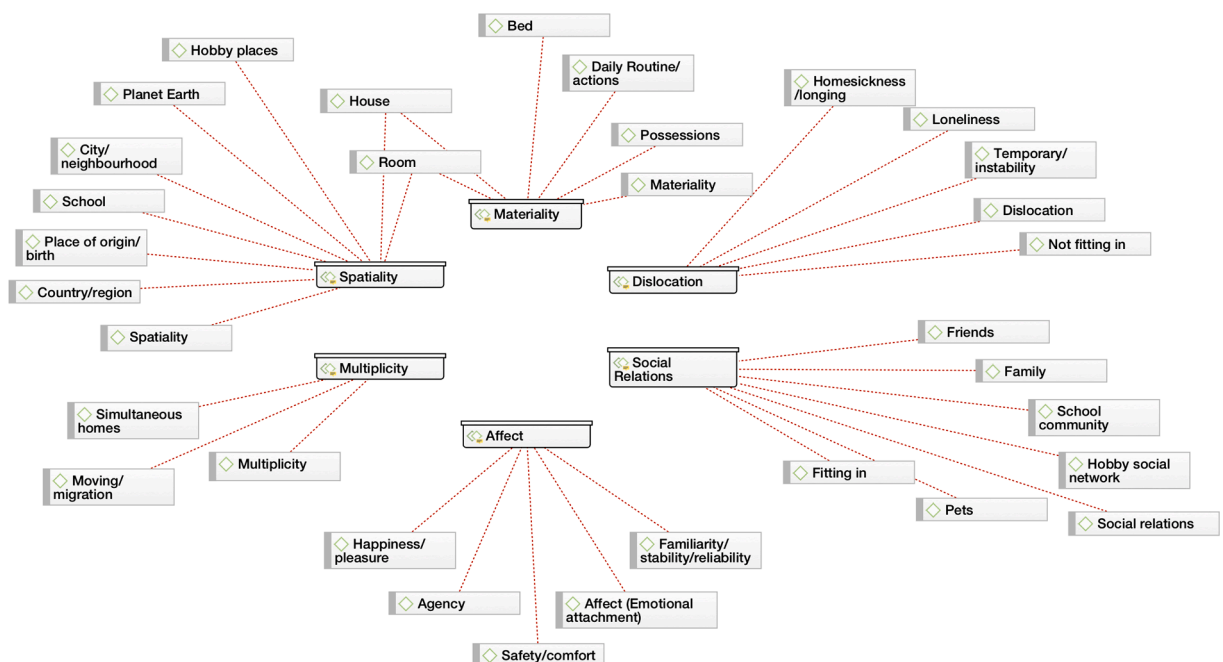 Bed
Hobby places
Daily Routine/
actions
Homesickness
/longing
Planet Earth
House
Loneliness
Possessions
City/
neighbourhood
Room
Temporary/
instability
Materiality
School
Materiality
Dislocation
Place of origin/
birth
Not fitting in
Spatiality
Dislocation
Country/region
Spatiality
Friends
Multiplicity
Social
Relations
Family
Simultaneous
homes
School
community
Affect
Multiplicity
Fitting in
Hobby social
network
Moving/
migration
Pets
Social relations
Happiness/
pleasure
Familiarity/
stability/reliability
Agency
Affect (Emotional
attachment)
Safety/comfort